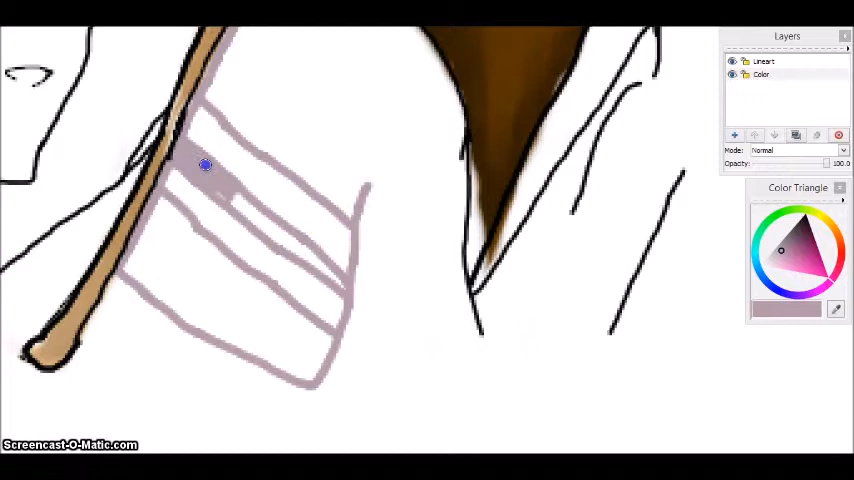 Layers
Lineart
Color
Mode: Normal
Opacity: 100.0
Color Triangle
Screencast-O-Matic.com